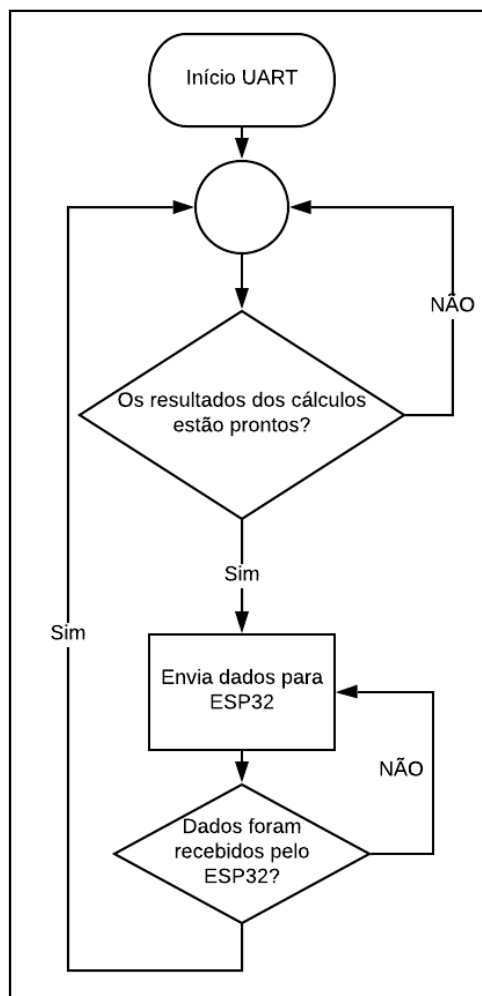 Início UART
NÃO
Os resultados dos cálculos
estão prontos?
Sim
Sim
Envia dados para
ESP32
NÃO
Dados foram
recebidos pelo
ESP32?